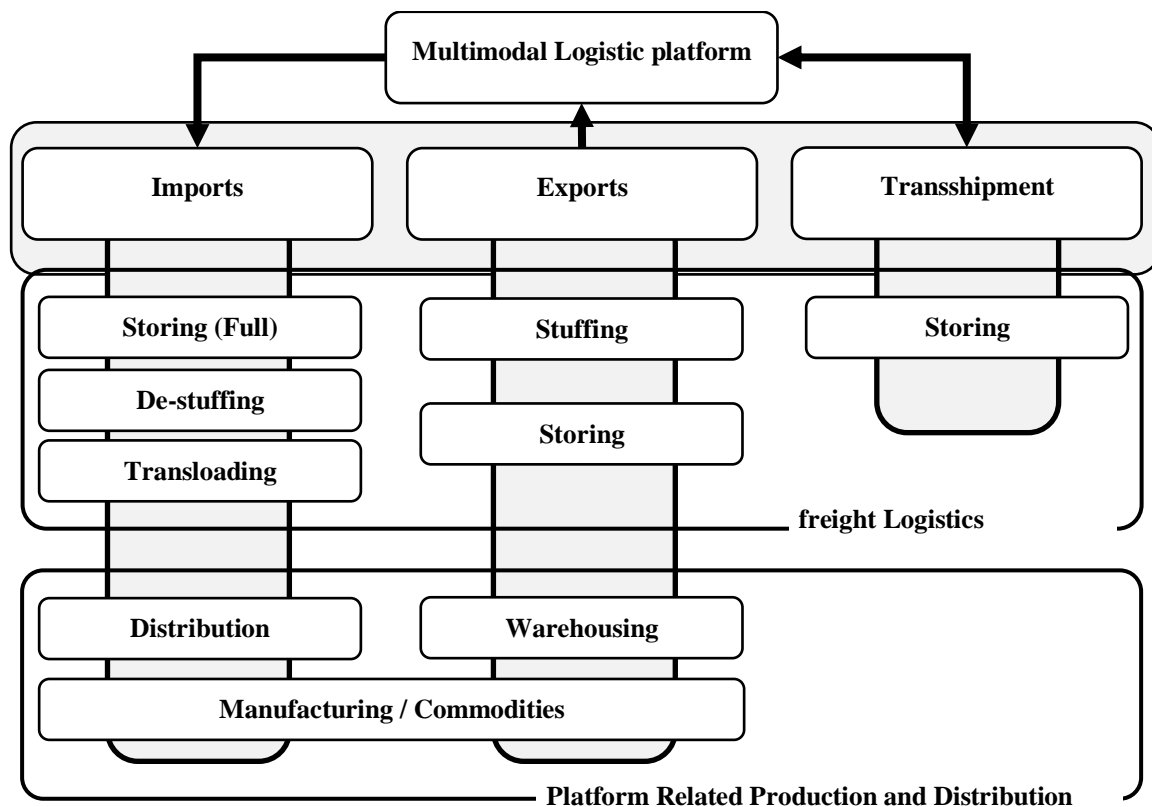 Multimodal Logistic platform
Imports
Exports
Transshipment
Storing (Full)
Stuffing
Storing
De-stuffing
Storing
Transloading
freight Logistics
Distribution
Warehousing
Manufacturing / Commodities
Platform Related Production and Distribution